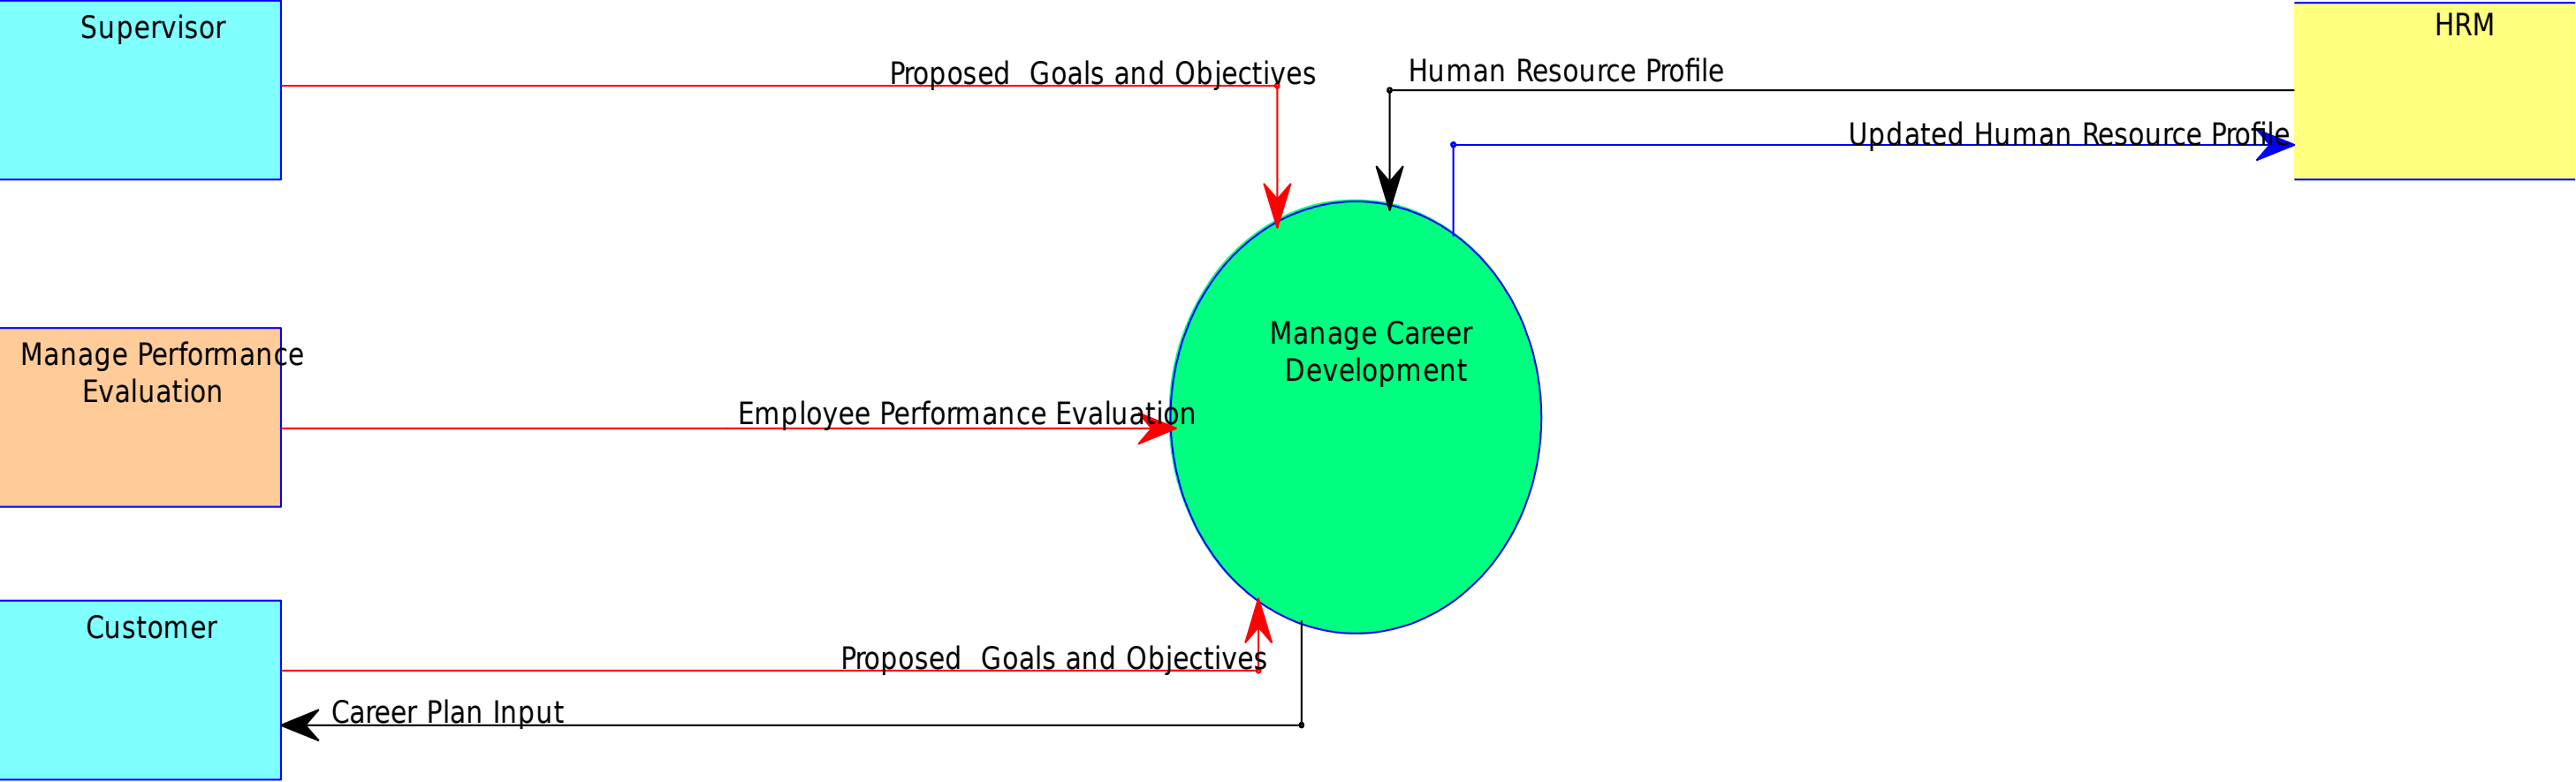 Supervisor
HRM
Proposed  Goals and Objectives
Human Resource Profile
Updated Human Resource Profile
Manage Career
Development
Manage Performance
Evaluation
Employee Performance Evaluation
Customer
Proposed  Goals and Objectives
Career Plan Input